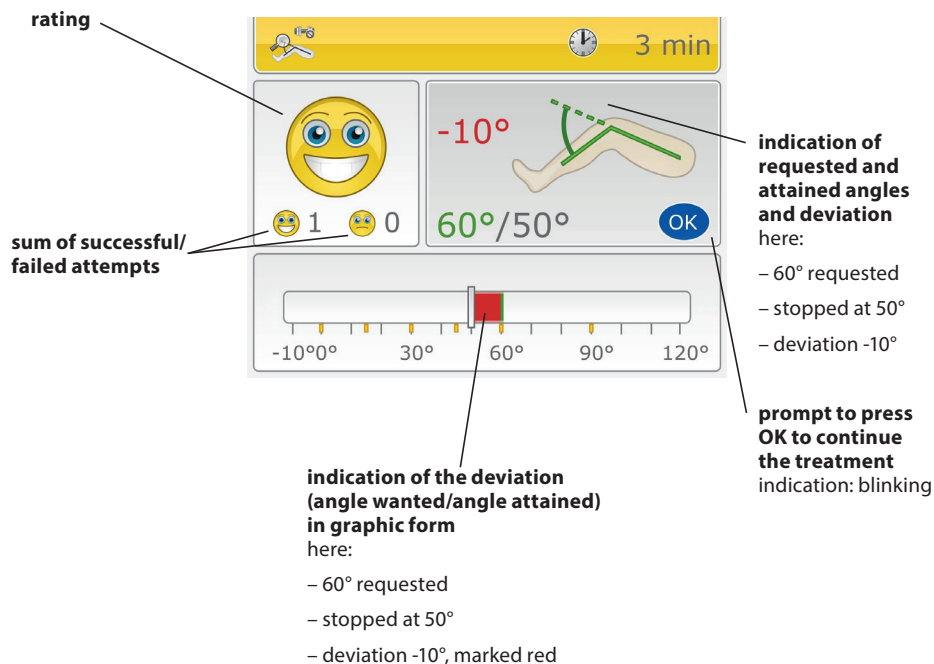 rating
3 min
-10°
60°/50°
OK
1
0
sum of successful/
failed attempts
-10°0° 30° 60° 90° 120°
indication of
requested and
attained angles
and deviation
here:
– 60° requested
– stopped at 50°
– deviation -10°
prompt to press
OK to continue
the treatment
indication: blinking
indication of the deviation
(angle wanted/angle attained)
in graphic form
here:
– 60° requested
– stopped at 50°
– deviation -10°, marked red